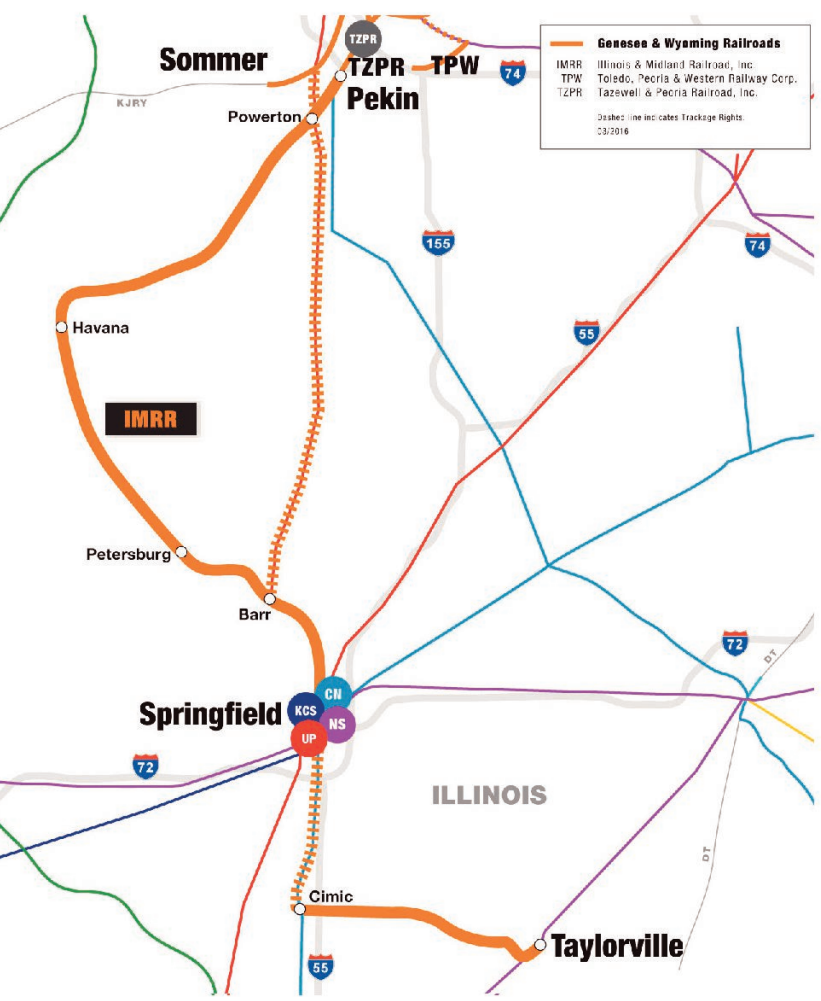 TZPR
Genesee & Wyoming Railroads
IMRR Illinois & Midland Railroad, Inc.
TPW Toledo, Peoria & Western Railway Corp.
TZPR Tazewell & Peoria Railroad, Inc.
Dashed line indicates Trackage Rights.
03/2016
Sommer
TZPR
TPW
74
Pekin
KJRY
Powerton
155
74
55
Havana
IMRR
Petersburg
Barr
72
DT
CN
KCS
Springfield
NS
UP
72
ILLINOIS
DT
Cimic
Taylorville
55